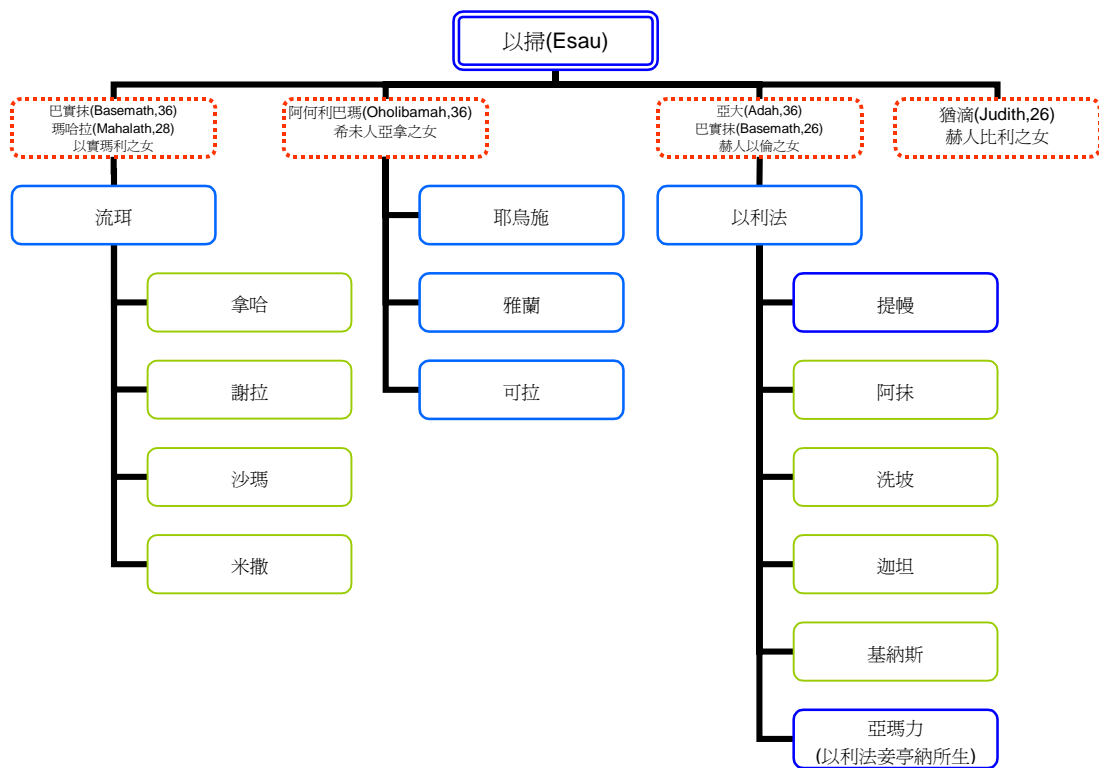 以掃(Esau)
巴實抹(Basemath,36)
瑪哈拉(Mahalath,28)
以實瑪利之女
阿何利巴瑪(Oholibamah,36)
希未人亞拿之女
亞大(Adah,36)
巴實抹(Basemath,26)
赫人以倫之女
猶滴(Judith,26)
赫人比利之女
流珥
拿哈
謝拉
沙瑪
米撒
耶烏施
雅蘭
可拉
以利法
提幔
阿抹
洗坡
迦坦
基納斯
亞瑪力
(以利法妾亭納所生)